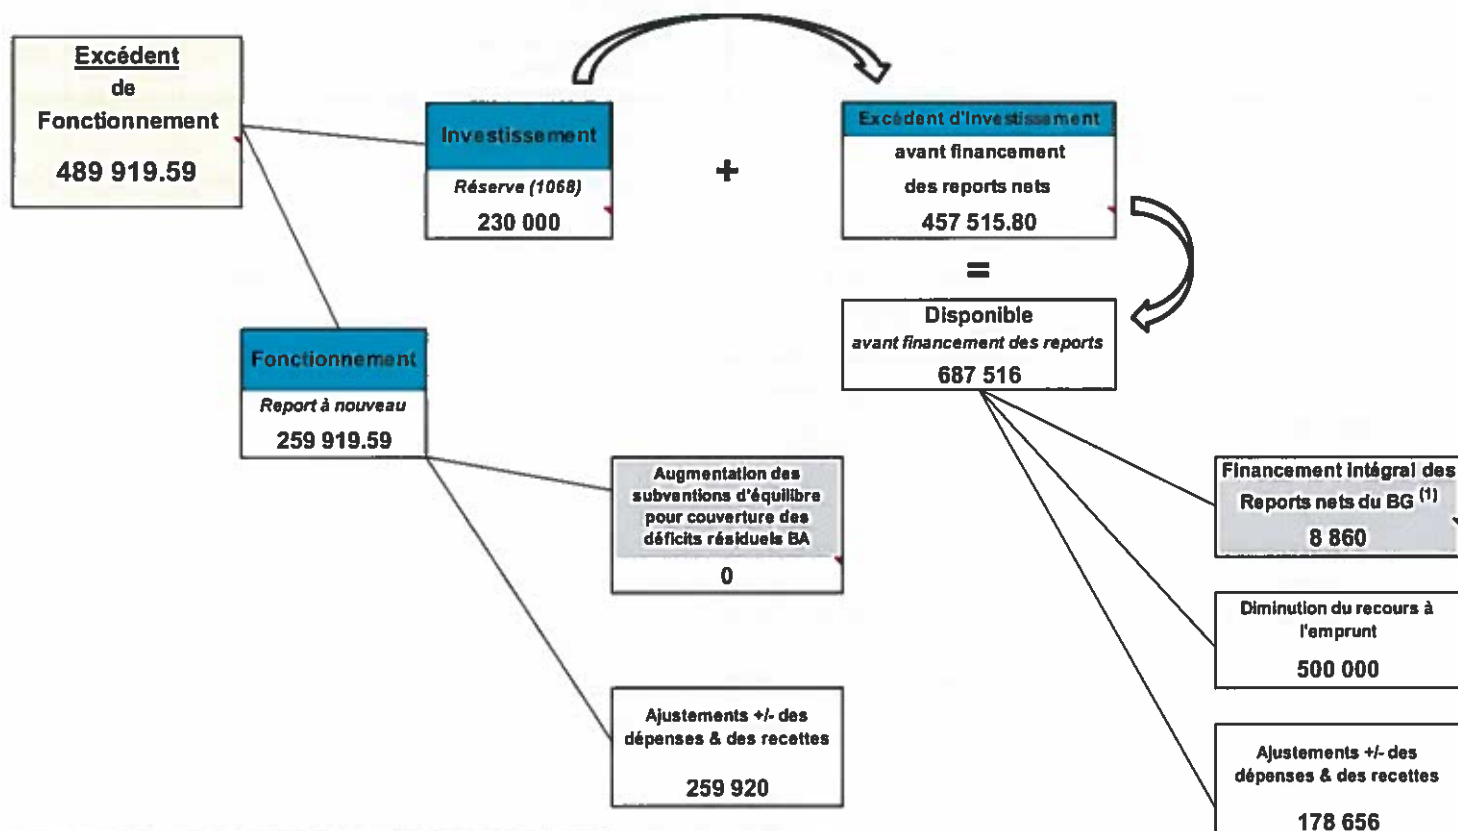 Excédent
de
Fonctionnement
489 919.59
Investissement
Réserve (1068)
230 000
+
Excédent d'Investissement
avant financement
des reports nets
457 515.80
=
Disponible
avant financement des reports
687 516
Fonctionnement
Report à nouveau
259 919.59
Augmentation des
subventions d'équilibre
pour couverture des
déficits résiduels BA
0
Ajustements +/- des
dépenses & des recettes
259 920
Financement intégral des
Reports nets du BG (1)
8 860
Diminution du recours à
l'emprunt
500 000
Ajustements +/- des
dépenses & des recettes
178 656